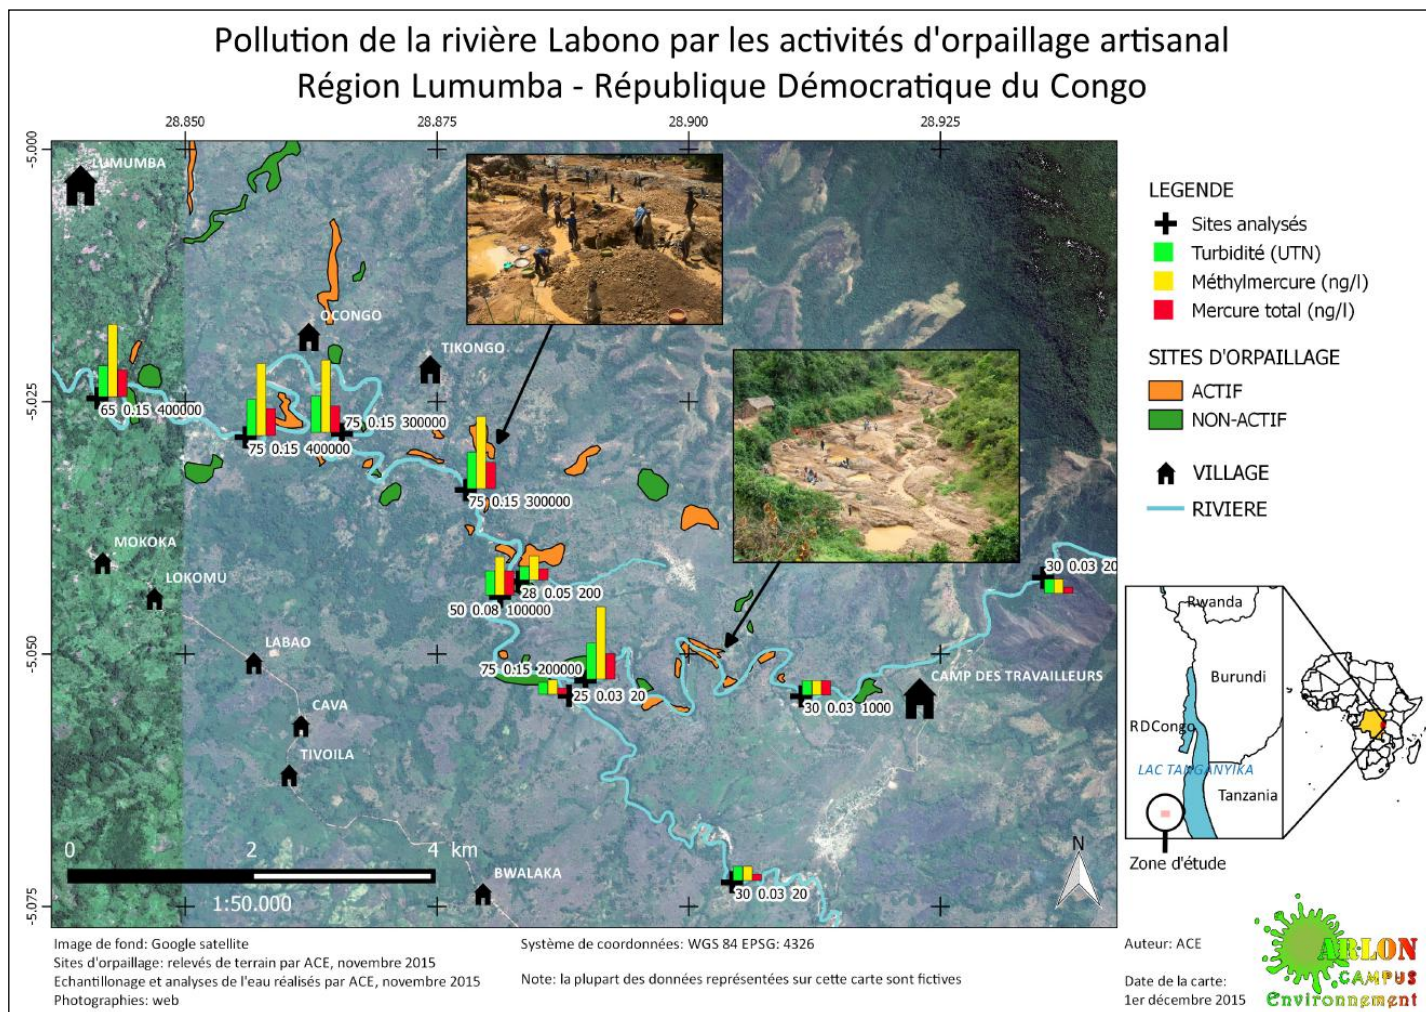 Pollution de la rivière Labono par les activités d'orpaillage artisanal
Région Lumumba - République Démocratique du Congo
28.850 28.875 28.900 28.925
-5.000
-5.025
-5.050
-5.075
LUMUMBA
OCONGO
TIKONGO
65 0.15 400000
75 0.15 400000
75 0.15 300000
75 0.15 300000
MOKOKA
LOKOMU
28 0.05 200
50 0.08 100000
30 0.03 20
LABAO
75 0.15 200000
25 0.03 20
CAMP DES TRAVAILLEURS
30 0.03 1000
CAVA
TIVOILA
BWALAKA
30 0.03 20
0 2 4 km
1:50.000
N
LEGENDE
Sites analysés
Turbidité (UTN)
Méthylmercure (ng/l)
Mercure total (ng/l)
SITES D'ORPAILLAGE
ACTIF
NON-ACTIF
VILLAGE
RIVIERE
Rwanda
Burundi
RDCongo
LAC TANGANYIKA
Tanzania
Zone d'étude
Image de fond: Google satellite
Sites d'orpaillage: relevés de terrain par ACE, novembre 2015
Echantillonage et analyses de l'eau réalisés par ACE, novembre 2015
Photographies: web
Système de coordonnées: WGS 84 EPSG: 4326
Note: la plupart des données représentées sur cette carte sont fictives
Auteur: ACE
Date de la carte:
1er décembre 2015
ARLON
CAMPUS
Environnement